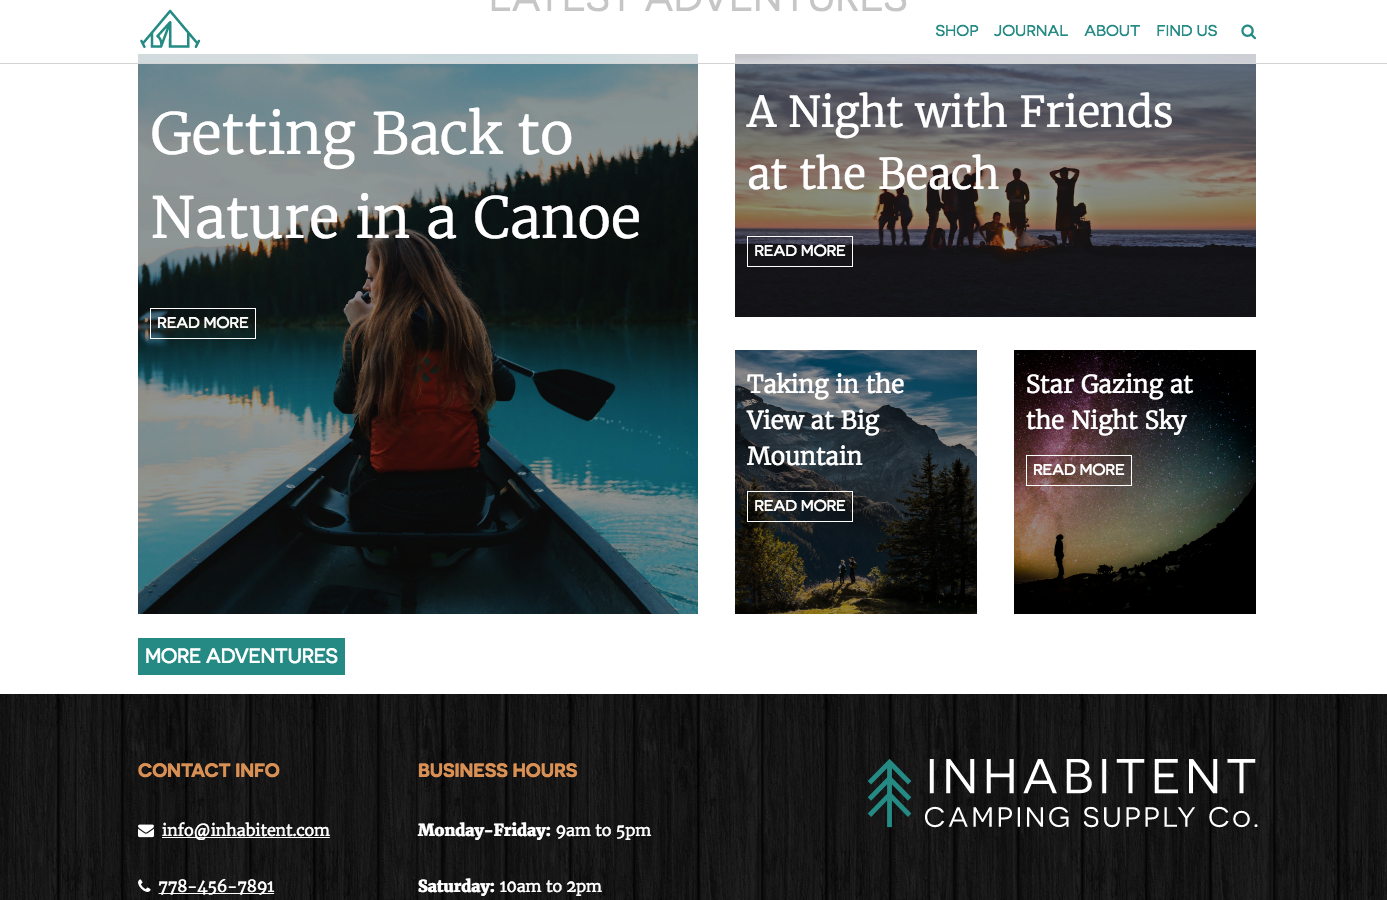 LATEST ADVENTURES
SHOP JOURNAL ABOUT FIND US
Getting Back to
Nature in a Canoe
READ MORE
A Night with Friends
at the Beach
READ MORE
Taking in the
View at Big
Mountain
READ MORE
Star Gazing at
the Night Sky
READ MORE
MORE ADVENTURES
CONTACT INFO
info@inhabitent.com
778-456-7891
BUSINESS HOURS
Monday-Friday: 9am to 5pm
Saturday: 10am to 2pm
INHABITENT
CAMPING SUPPLY Co.